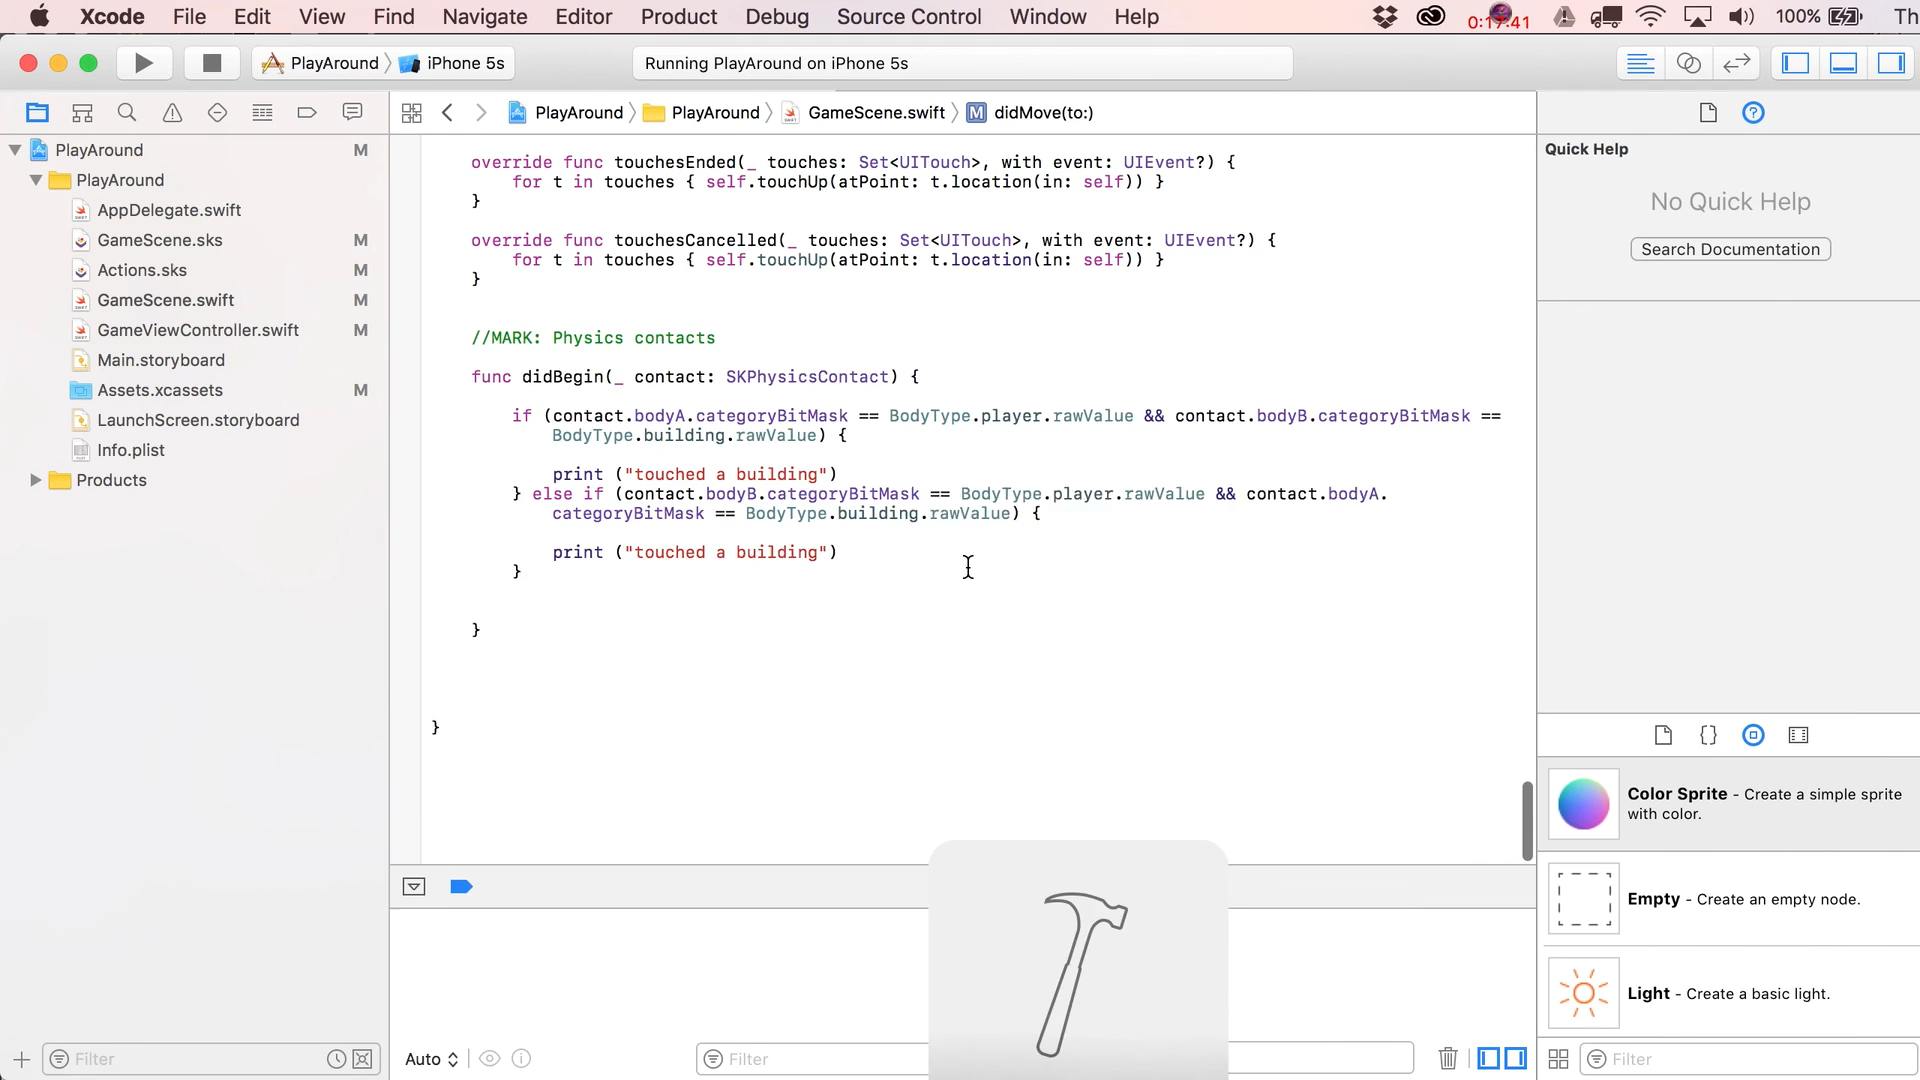 Xcode File Edit View Find Navigate Editor Product Debug Source Control Window Help 0:17:41 100% Th
PlayAround iPhone 5s Running PlayAround on iPhone 5s
PlayAround PlayAround GameScene.swift M didMove(to:)
PlayAround M
PlayAround
AppDelegate.swift
GameScene.sks M
Actions.sks M
GameScene.swift M
GameViewController.swift M
Main.storyboard
Assets.xcassets M
LaunchScreen.storyboard
Info.plist
Products
override func touchesEnded(_ touches: Set<UITouch>, with event: UIEvent?) {
for t in touches { self.touchUp(atPoint: t.location(in: self)) }
}
override func touchesCancelled(_ touches: Set<UITouch>, with event: UIEvent?) {
for t in touches { self.touchUp(atPoint: t.location(in: self)) }
}
//MARK: Physics contacts
func didBegin(_ contact: SKPhysicsContact) {
if (contact.bodyA.categoryBitMask == BodyType.player.rawValue && contact.bodyB.categoryBitMask ==
BodyType.building.rawValue) {
print ("touched a building")
} else if (contact.bodyB.categoryBitMask == BodyType.player.rawValue && contact.bodyA.
categoryBitMask == BodyType.building.rawValue) {
print ("touched a building")
}
}
}
Quick Help
No Quick Help
Search Documentation
{}
Color Sprite - Create a simple sprite
with color.
Empty - Create an empty node.
Light - Create a basic light.
Filter
Auto
Filter
Filter